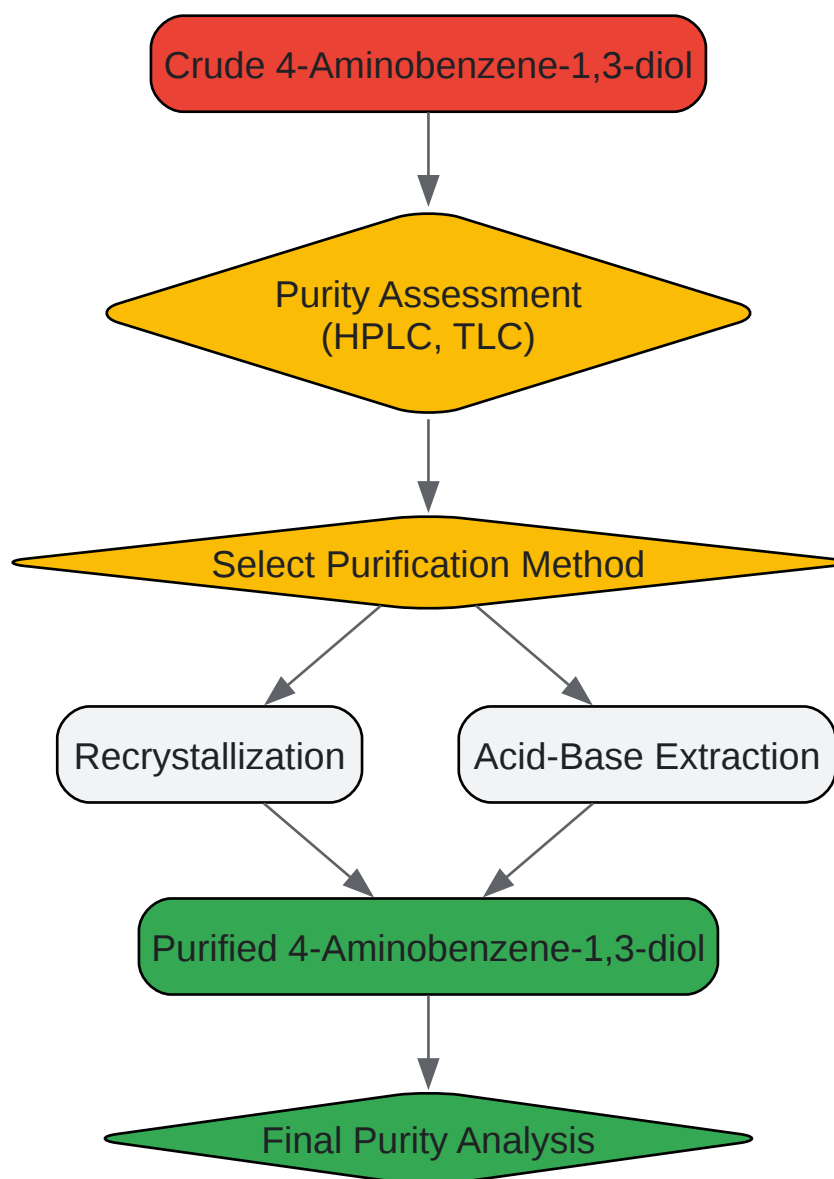 Crude 4-Aminobenzene-1,3-diol
Purity Assessment
(HPLC, TLC)
Select Purification Method
Recrystallization
Acid-Base Extraction
Purified 4-Aminobenzene-1,3-diol
Final Purity Analysis